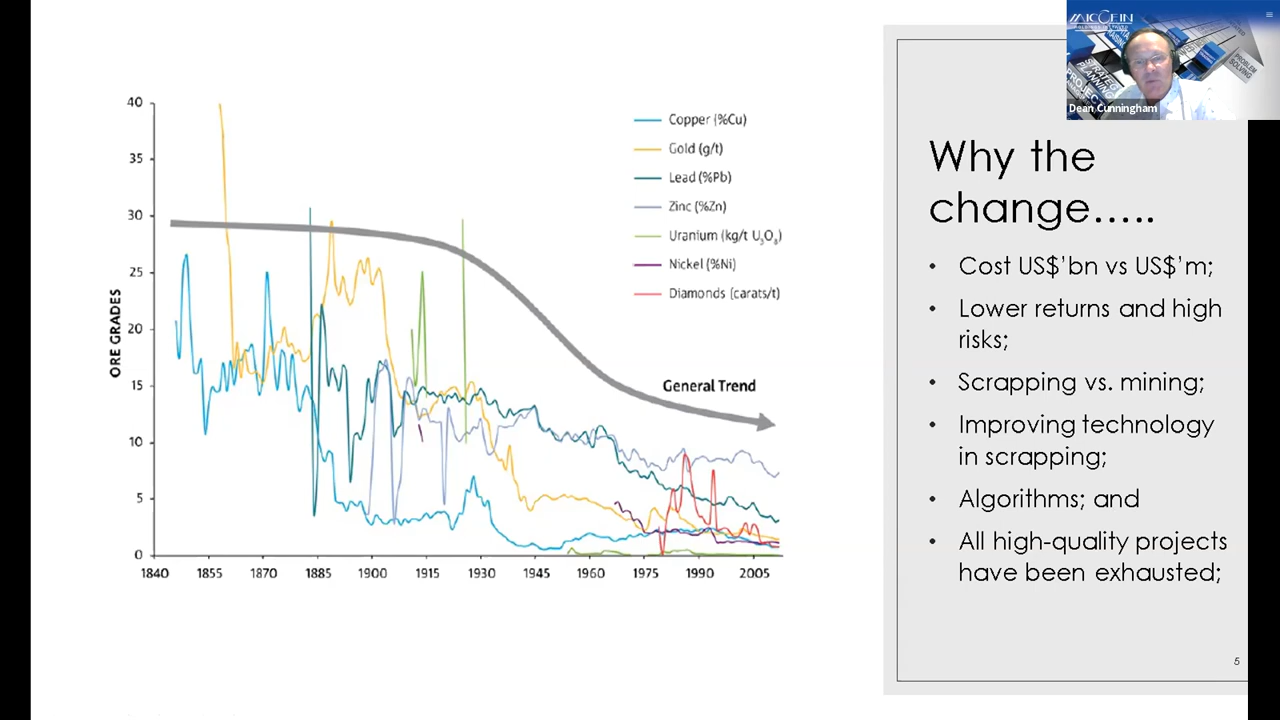 40
35
30
25
20
15
10
5
0
ORE GRADES
1840 1855 1870 1885 1900 1915 1930 1945 1960 1975 1990 2005
Copper (%Cu)
Gold (g/t)
Lead (%Pb)
Zinc (%Zn)
Uranium (kg/t U₃O₈)
Nickel (%Ni)
Diamonds (carats/t)
General Trend
Dean Cunningham
PROBLEM
SOLVING
Why the
change…..
• Cost US$'bn vs US$'m;
• Lower returns and high
risks;
• Scrapping vs. mining;
• Improving technology
in scrapping;
• Algorithms; and
• All high-quality projects
have been exhausted;
5